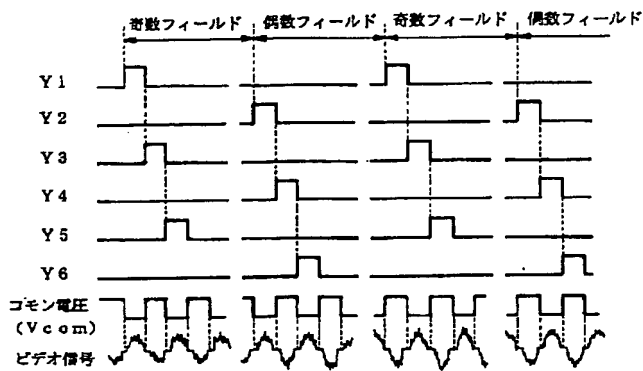 奇数フィールド 偶数フィールド 奇数フィールド 偶数フィールド
Y1
Y2
Y3
Y4
Y5
Y6
コモン電圧
(Vcom)
ビデオ信号